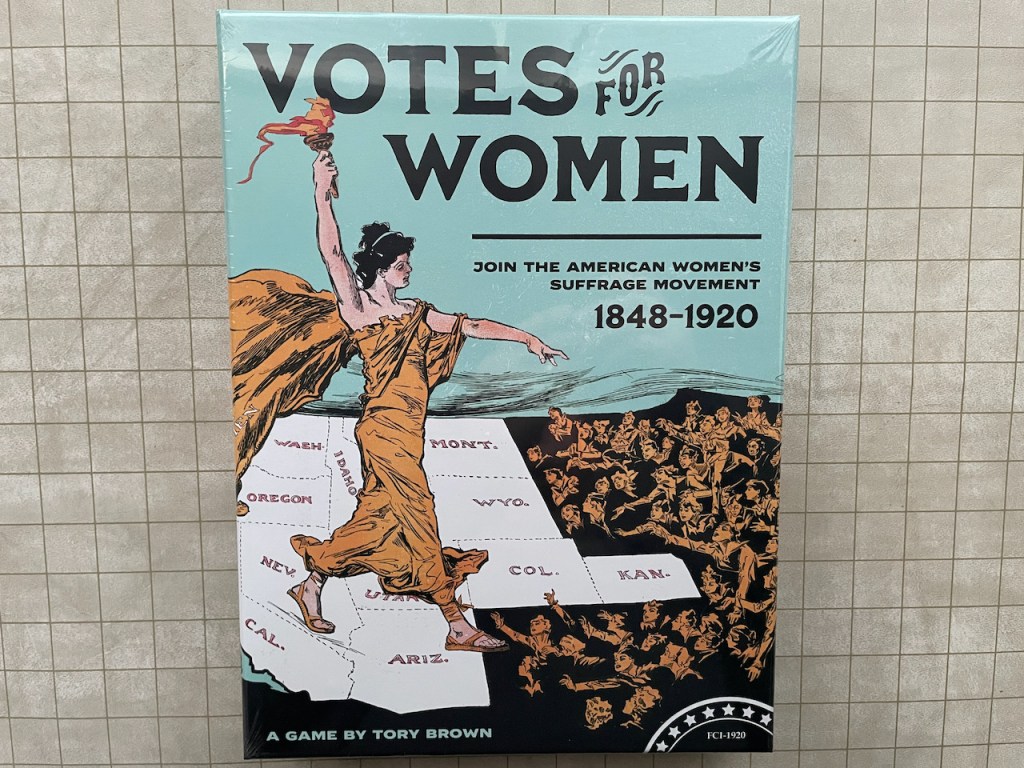 VOTES FOR
WOMEN
JOIN THE AMERICAN WOMEN'S
SUFFRAGE MOVEMENT
1848-1920
WASH.
IDAHO
MONT.
OREGON
WYO.
NEV.
UTAH
COL.
KAN.
CAL.
ARIZ.
A GAME BY TORY BROWN
FCI-1920